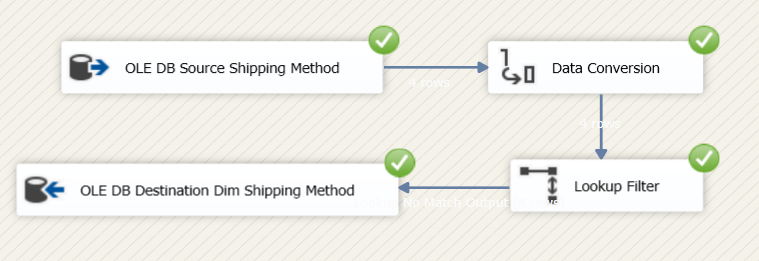 OLE DB Source Shipping Method
4 rows
Data Conversion
4 rows
Lookup Filter
No Match Output
OLE DB Destination Dim Shipping Method